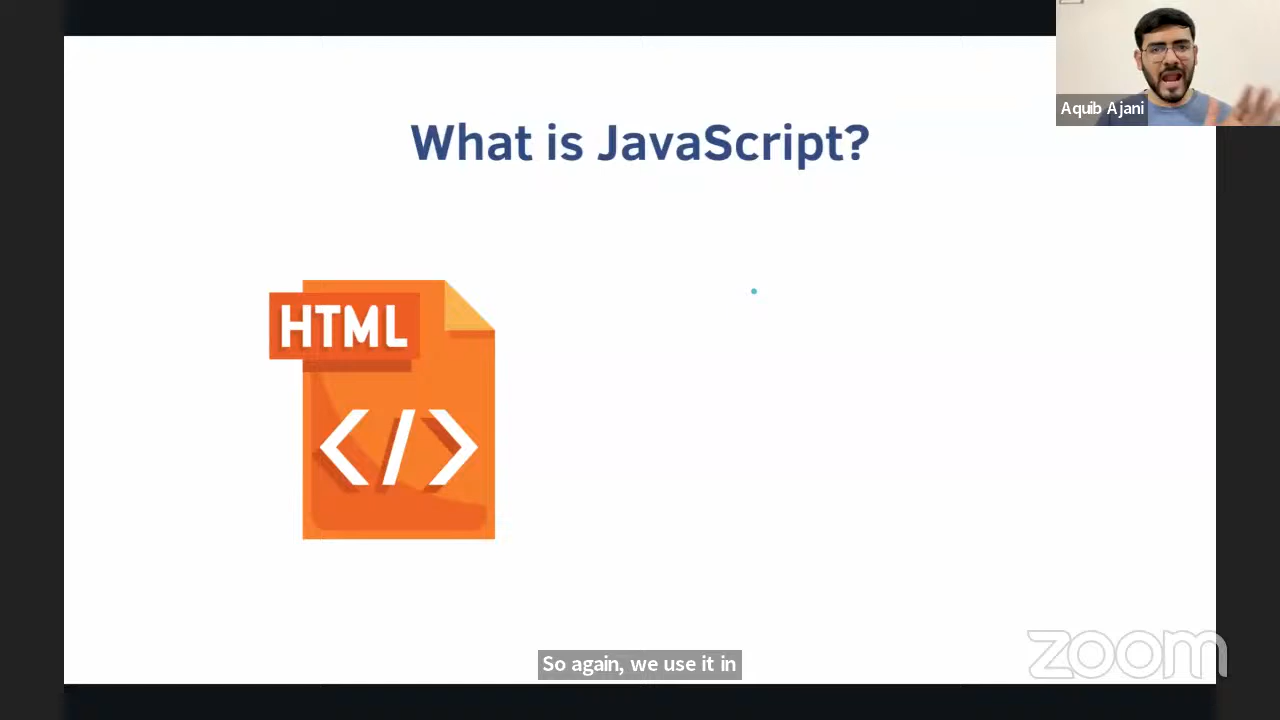 Aquib Ajani
What is JavaScript?
HTML
</>
So again, we use it in
zoom